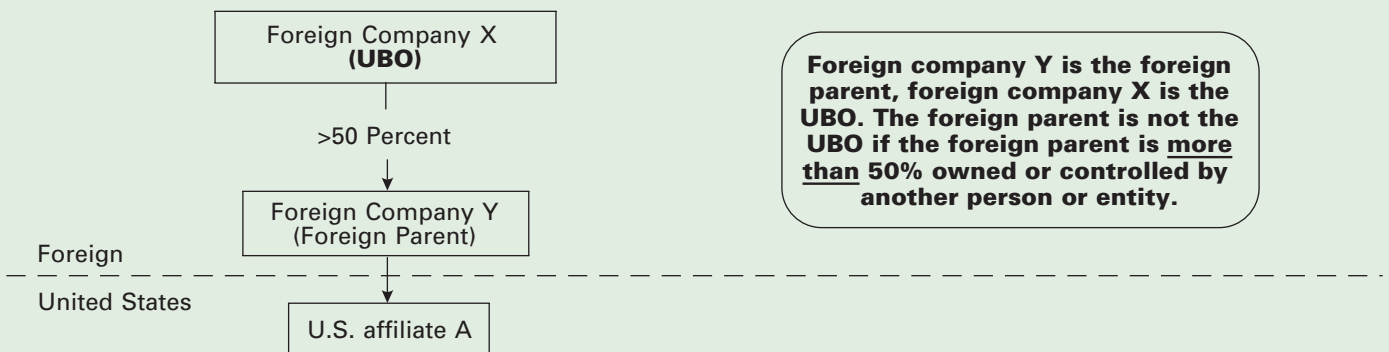 Foreign Company X
(UBO)
>50 Percent
Foreign Company Y
(Foreign Parent)
Foreign
United States
U.S. affiliate A
Foreign company Y is the foreign
parent, foreign company X is the
UBO. The foreign parent is not the
UBO if the foreign parent is more
than 50% owned or controlled by
another person or entity.